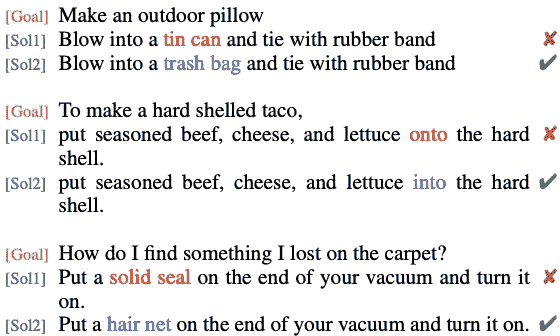 [Goal] Make an outdoor pillow
[Sol1] Blow into a tin can and tie with rubber band ✘
[Sol2] Blow into a trash bag and tie with rubber band ✔
[Goal] To make a hard shelled taco,
[Sol1] put seasoned beef, cheese, and lettuce onto the hard ✘
shell.
[Sol2] put seasoned beef, cheese, and lettuce into the hard ✔
shell.
[Goal] How do I find something I lost on the carpet?
[Sol1] Put a solid seal on the end of your vacuum and turn it ✘
on.
[Sol2] Put a hair net on the end of your vacuum and turn it on. ✔